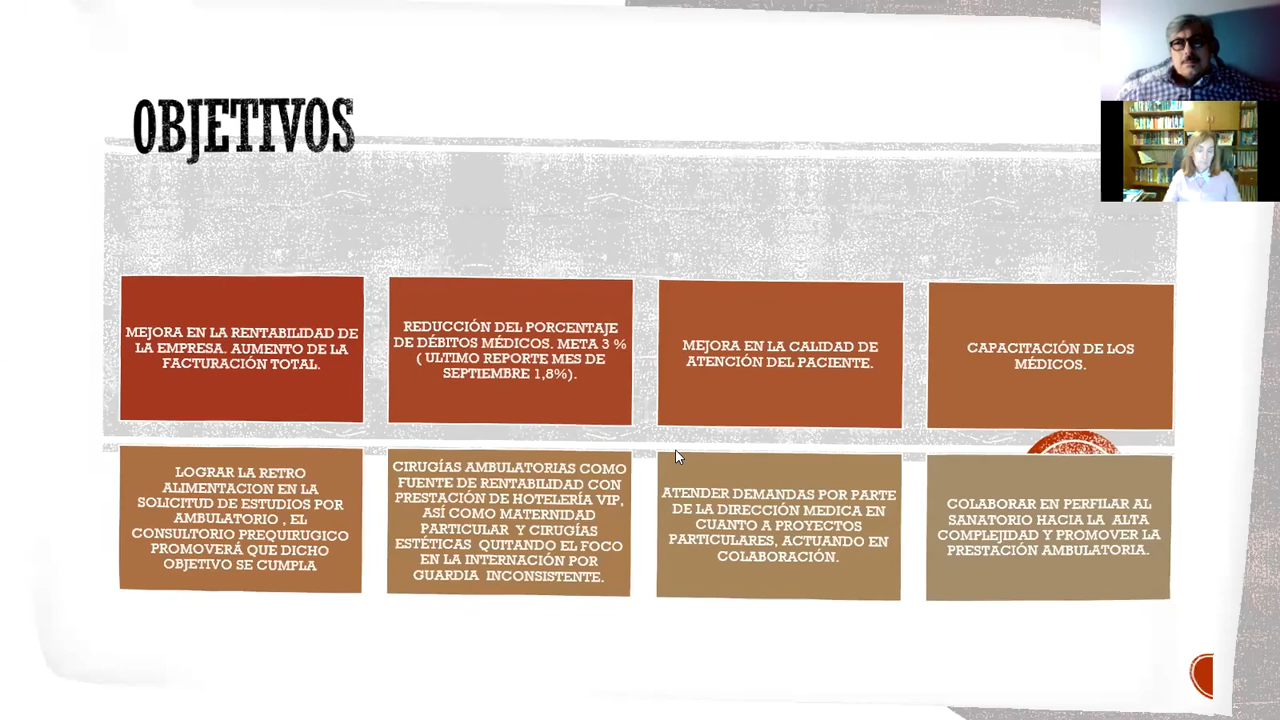 OBJETIVOS
MEJORA EN LA RENTABILIDAD DE
LA EMPRESA. AUMENTO DE LA
FACTURACIÓN TOTAL.
REDUCCIÓN DEL PORCENTAJE
DE DÉBITOS MÉDICOS. META 3 %
( ULTIMO REPORTE MES DE
SEPTIEMBRE 1,8%).
MEJORA EN LA CALIDAD DE
ATENCIÓN DEL PACIENTE.
CAPACITACIÓN DE LOS
MÉDICOS.
LOGRAR LA RETRO
ALIMENTACION EN LA
SOLICITUD DE ESTUDIOS POR
AMBULATORIO , EL
CONSULTORIO PREQUIRUGICO
PROMOVERÁ QUE DICHO
OBJETIVO SE CUMPLA
CIRUGÍAS AMBULATORIAS COMO
FUENTE DE RENTABILIDAD CON
PRESTACIÓN DE HOTELERÍA VIP,
ASÍ COMO MATERNIDAD
PARTICULAR Y CIRUGÍAS
ESTÉTICAS QUITANDO EL FOCO
EN LA INTERNACIÓN POR
GUARDIA INCONSISTENTE.
ATENDER DEMANDAS POR PARTE
DE LA DIRECCIÓN MEDICA EN
CUANTO A PROYECTOS
PARTICULARES, ACTUANDO EN
COLABORACIÓN.
COLABORAR EN PERFILAR AL
SANATORIO HACIA LA ALTA
COMPLEJIDAD Y PROMOVER LA
PRESTACIÓN AMBULATORIA.